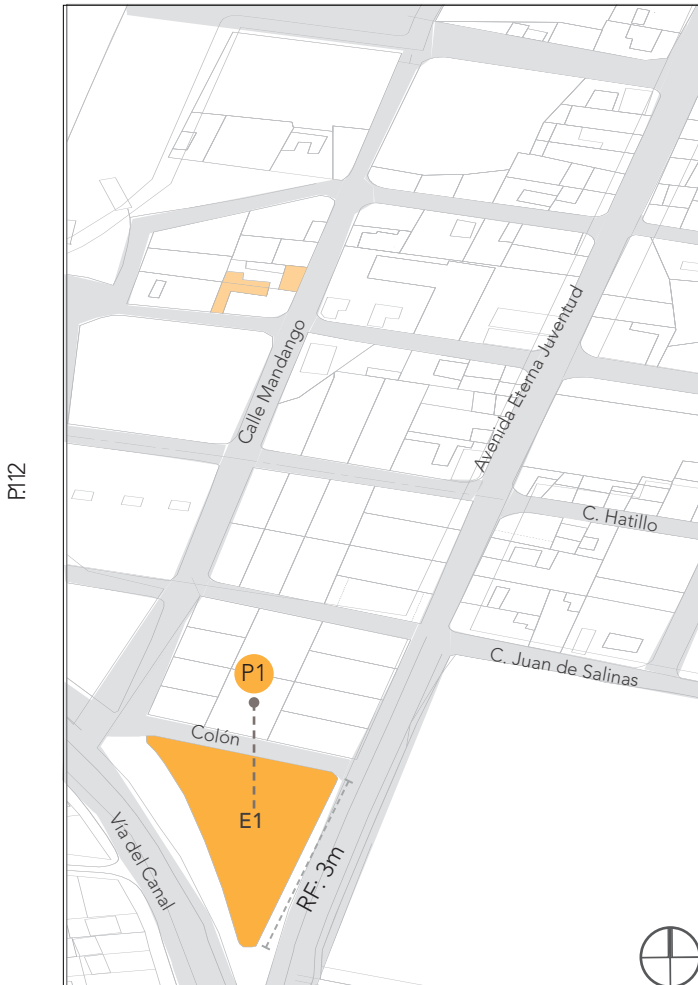 P.112
Calle Mandango
Avenida Eterna Juventud
C. Hatillo
C. Juan de Salinas
P1
Colón
E1
Vía del Canal
RF: 3m